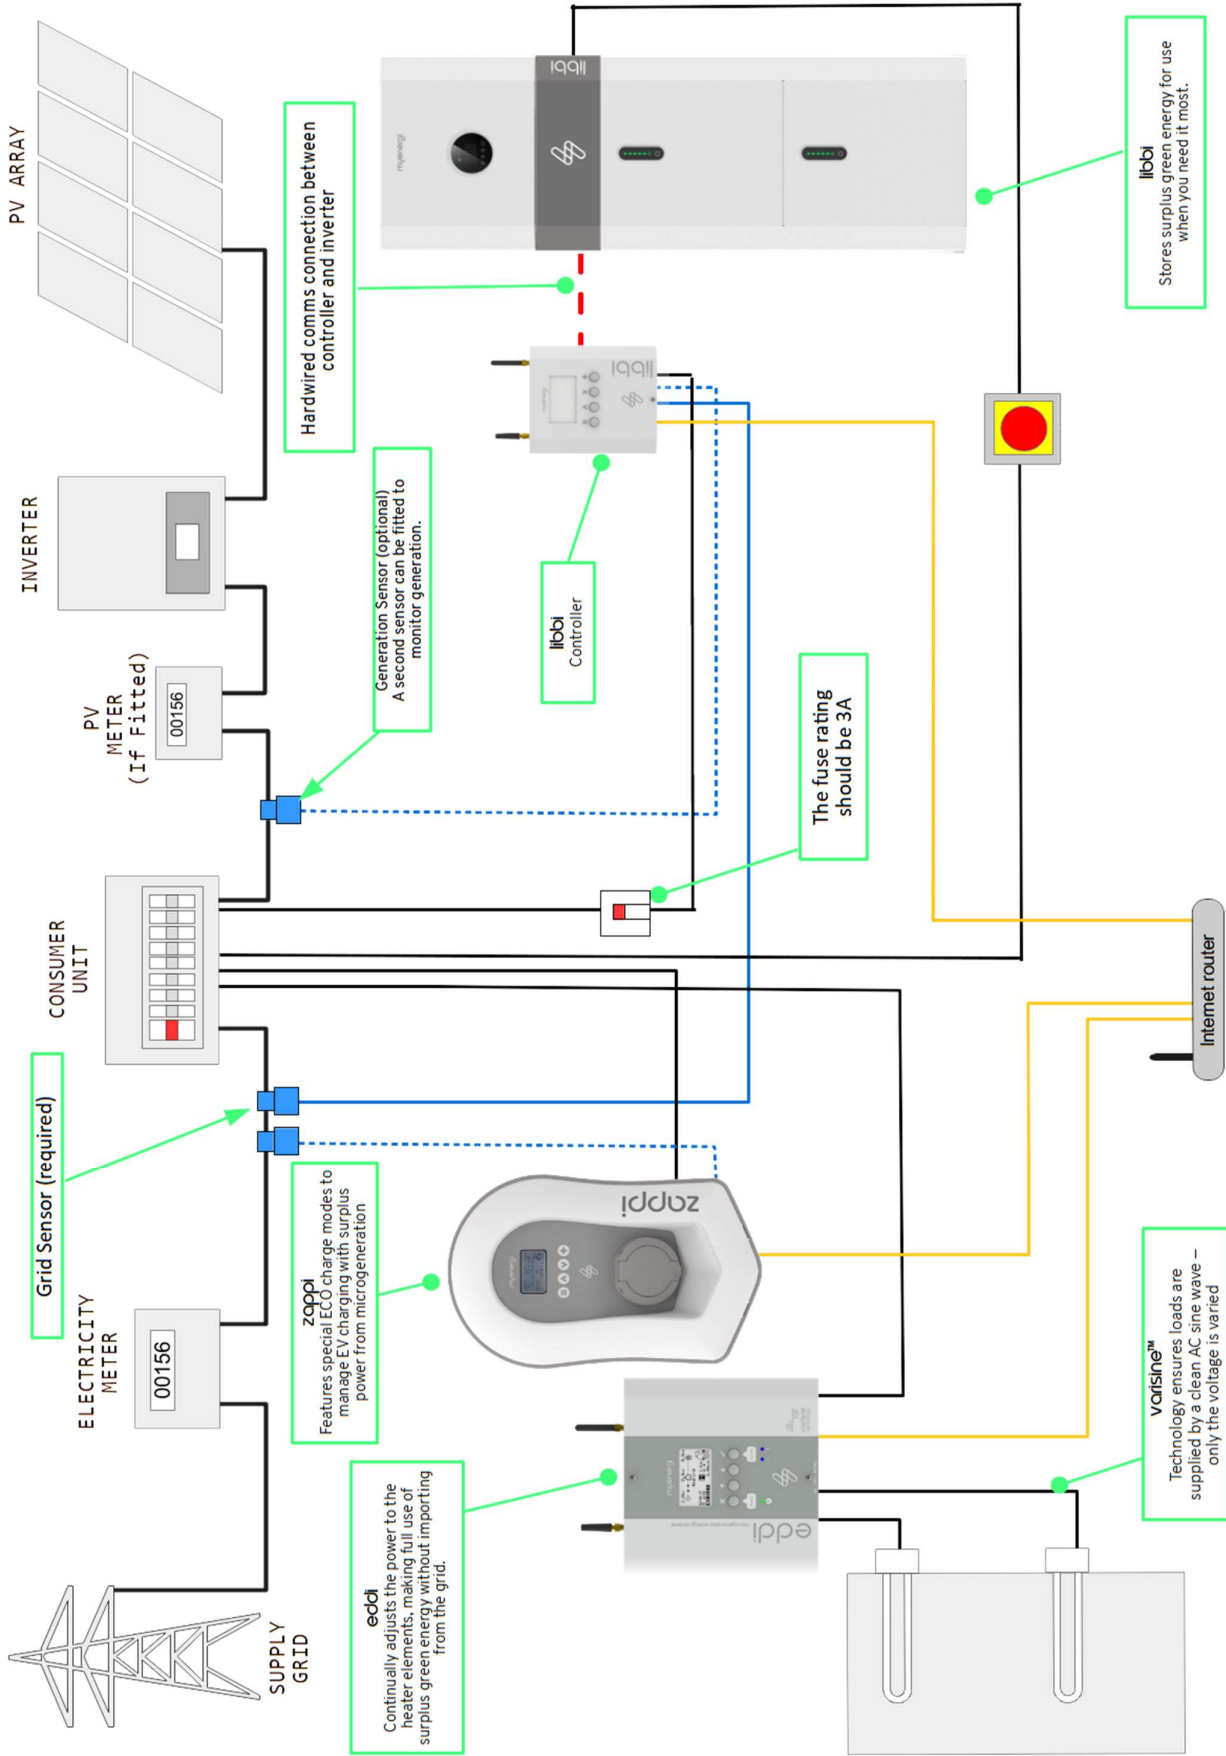 SUPPLY
GRID
ELECTRICITY
METER
00156
Grid Sensor (required)
CONSUMER
UNIT
PV
METER
(If Fitted)
00156
INVERTER
PV ARRAY
eddi
Continually adjusts the power to the
heater elements, making full use of
surplus green energy without importing
from the grid.
zappi
Features special ECO charge modes to
manage EV charging with surplus
power from microgeneration
Generation Sensor (optional)
A second sensor can be fitted to
monitor generation.
Hardwired comms connection between
controller and inverter
myenergi
libbi
libbi
Controller
myenergi
libbi
zappi
myenergi
eddi
myenergi
The fuse rating
should be 3A
varisine™
Technology ensures loads are
supplied by a clean AC sine wave –
only the voltage is varied
Internet router
libbi
Stores surplus green energy for use
when you need it most.